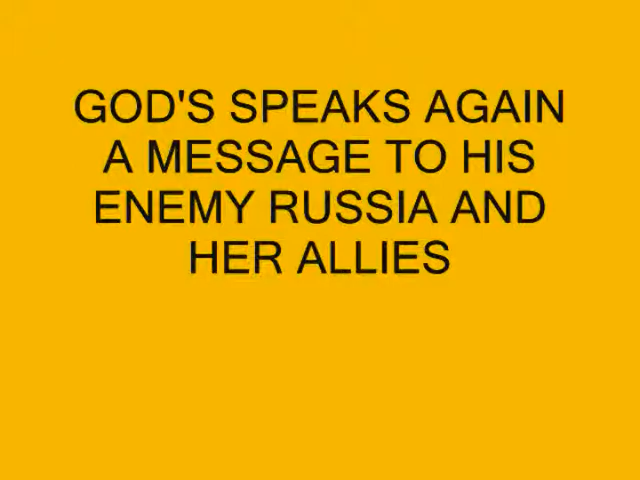 GOD'S SPEAKS AGAIN
A MESSAGE TO HIS
ENEMY RUSSIA AND
HER ALLIES